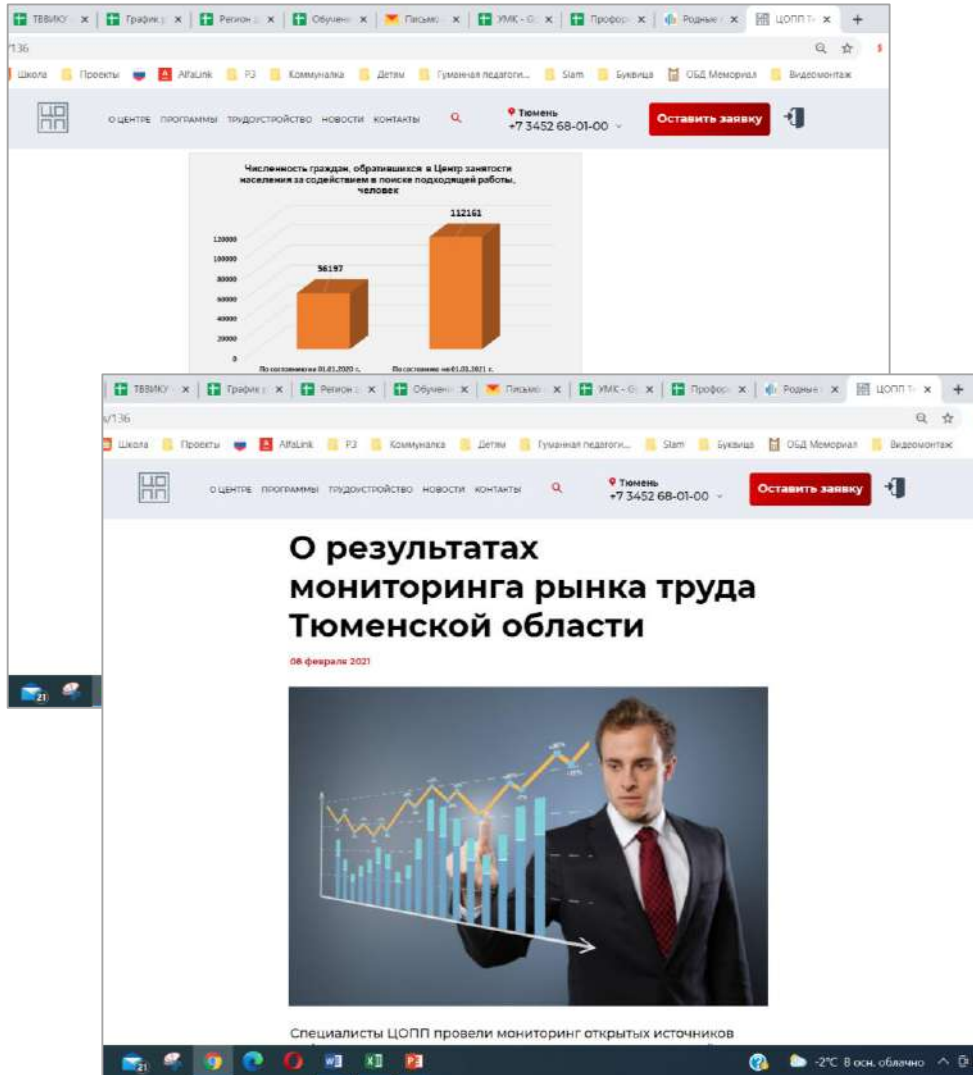 ТВВИКУ
График
Регион
Обучени
Письмо
УМК - G
Профор
Родные
ЦОПП Т
/136
Школа
Проекты
AlfaLink
РЗ
Коммуналка
Детям
Гуманная педагоги...
Slam
Буквица
ОБД Мемориал
Видеомонтаж
ЦОПП
О ЦЕНТРЕ ПРОГРАММЫ ТРУДОУСТРОЙСТВО НОВОСТИ КОНТАКТЫ
Тюмень
+7 3452 68-01-00
Оставить заявку
Численность граждан, обратившихся в Центр занятости
населения за содействием в поиске подходящей работы,
человек
112161
56197
120000
100000
80000
60000
40000
20000
0
По состоянию на 01.01.2020 г.
По состоянию на 01.01.2021 г.
21
ТВВИКУ
График
Регион
Обучени
Письмо
УМК - G
Профор
Родные
ЦОПП Т
/136
Школа
Проекты
AlfaLink
РЗ
Коммуналка
Детям
Гуманная педагоги...
Slam
Буквица
ОБД Мемориал
Видеомонтаж
ЦОПП
О ЦЕНТРЕ ПРОГРАММЫ ТРУДОУСТРОЙСТВО НОВОСТИ КОНТАКТЫ
Тюмень
+7 3452 68-01-00
Оставить заявку
О результатах
мониторинга рынка труда
Тюменской области
08 февраля 2021
Специалисты ЦОПП провели мониторинг открытых источников
21
-2°C В осн. облачно